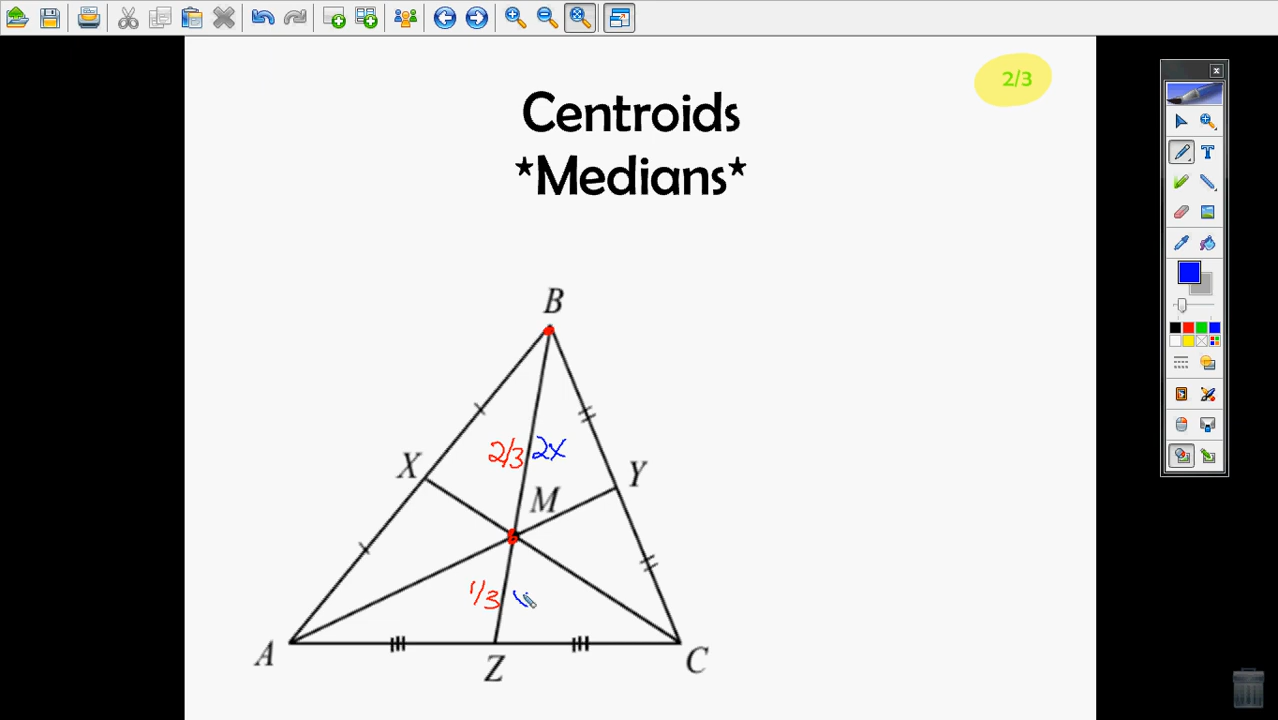 2/3
Centroids
*Medians*
B
2/3 2x
X
Y
M
1/3
A
Z
C